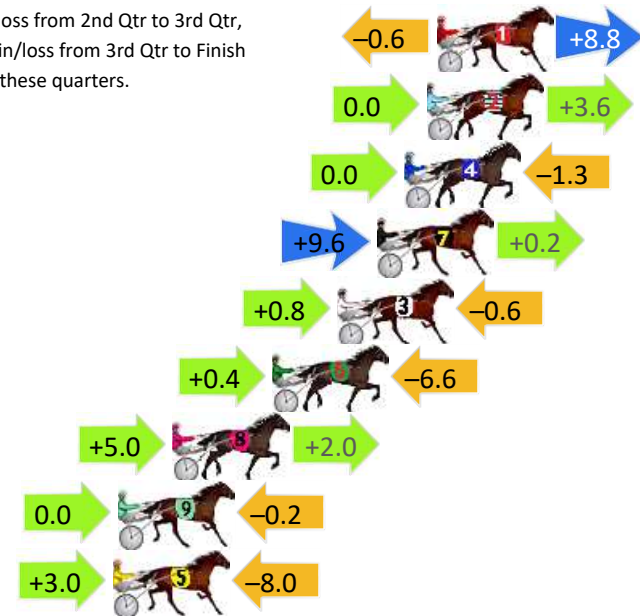 loss from 2nd Qtr to 3rd Qtr,
in/loss from 3rd Qtr to Finish
these quarters.
–0.6 1 +8.8
0.0 2 +3.6
0.0 4 –1.3
+9.6 7 +0.2
+0.8 3 –0.6
+0.4 6 –6.6
+5.0 8 +2.0
0.0 9 –0.2
+3.0 5 –8.0